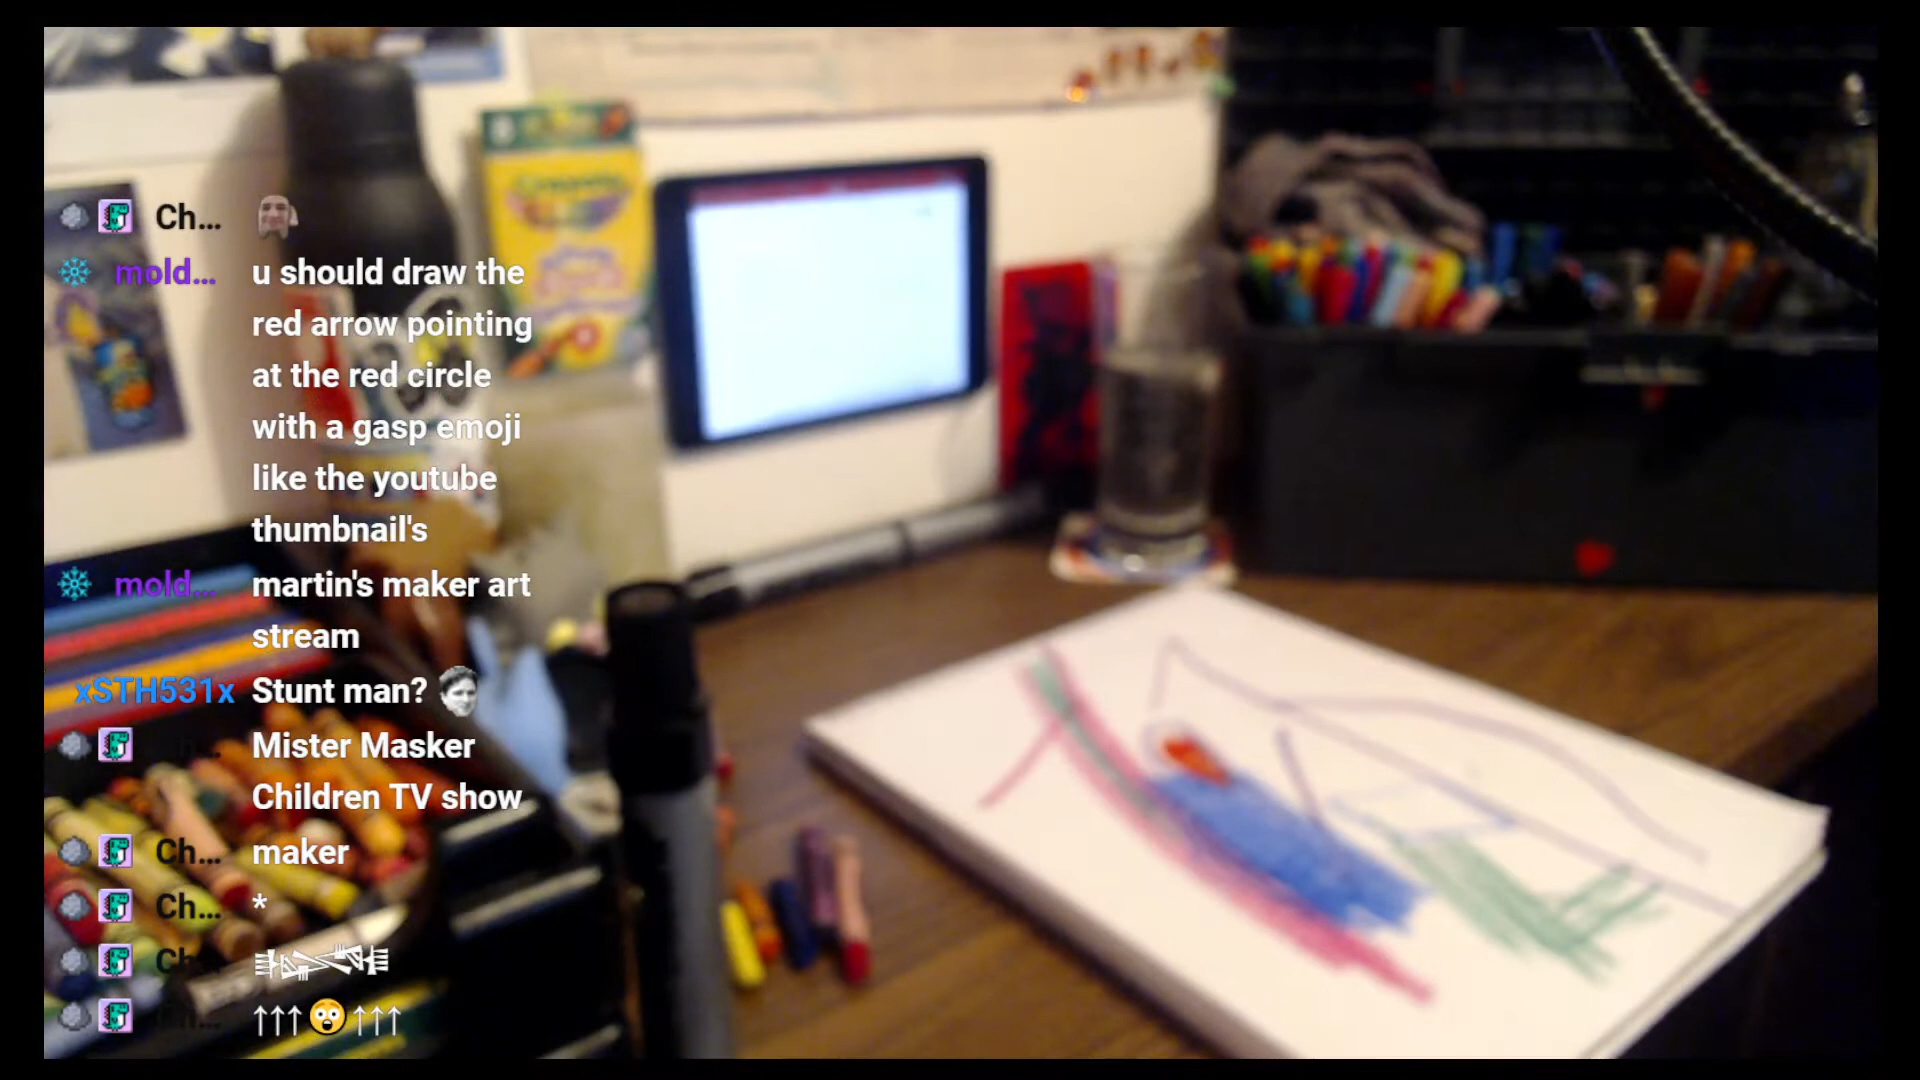 Ch...
mold... u should draw the
red arrow pointing
at the red circle
with a gasp emoji
like the youtube
thumbnail's
mold... martin's maker art
stream
xSTH531x Stunt man?
Mister Masker
Children TV show
Ch... maker
Ch... *
↑↑↑😲↑↑↑